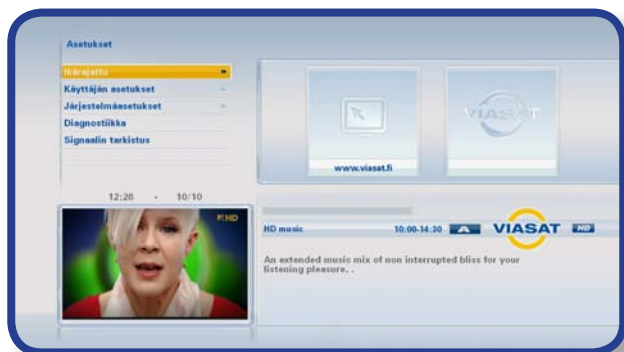 Asetukset
Ikärajattu
Käyttäjän asetukset
Järjestelmäasetukset
Diagnostiikka
Signaalin tarkistus
www.viasat.fi
VIASAT
12:28 - 10/10
HD
HD music 10:00-14:30 A VIASAT HD
An extended music mix of non interrupted bliss for your
listening pleasure. .